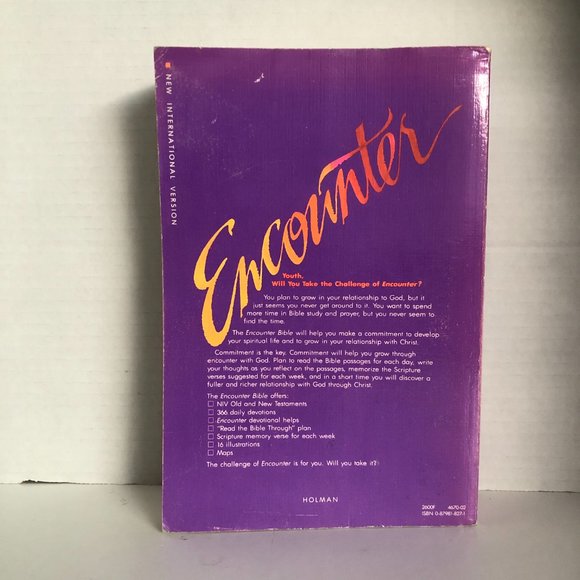 NEW INTERNATIONAL VERSION
Encounter
Youth,
Will You Take the Challenge of Encounter?
You plan to grow in your relationship to God, but it
just seems you never get around to it. You want to spend
more time in Bible study and prayer, but you never seem to
find the time.
The Encounter Bible will help you make a commitment to develop
your spiritual life and to grow in your relationship with Christ.
Commitment is the key. Commitment will help you grow through
encounter with God. Plan to read the Bible passages for each day, write
your thoughts as you reflect on the passages, memorize the Scripture
verses suggested for each week, and in a short time you will discover a
fuller and richer relationship with God through Christ.
The Encounter Bible offers:
□ NIV Old and New Testaments
□ 366 daily devotions
□ Encounter devotional helps
□ "Read the Bible Through" plan
□ Scripture memory verse for each week
□ 16 illustrations
□ Maps
The challenge of Encounter is for you. Will you take it?
HOLMAN
2600F 4670-02
ISBN: 0-87981-827-1